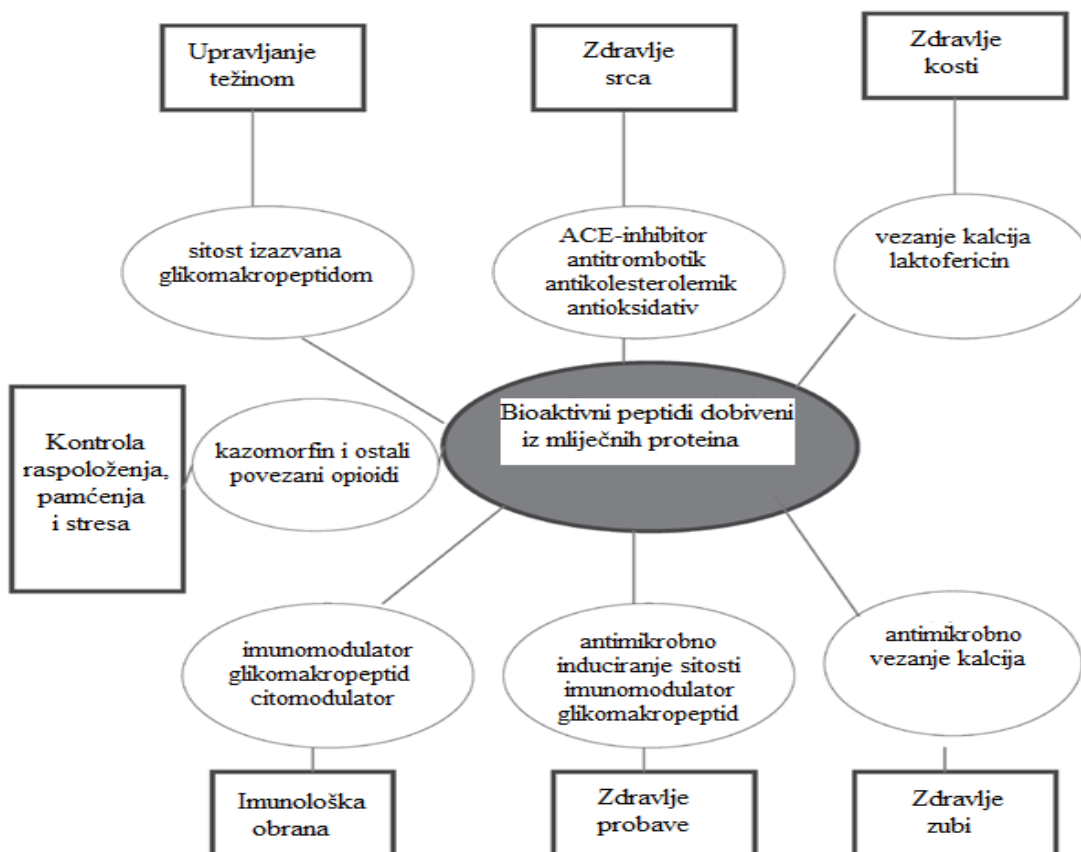 Upravljanje
težinom
Zdravlje
srca
Zdravlje
kosti
sitost izazvana
glikomakropeptidom
ACE-inhibitor
antitrombotik
antikolesterolemik
antioksidativ
vezanje kalcija
laktofericin
Kontrola
raspoloženja,
pamćenja
i stresa
kazomorfin i ostali
povezani opioidi
Bioaktivni peptidi dobiveni
iz mliječnih proteina
imunomodulator
glikomakropeptid
citomodulator
antimikrobno
induciranje sitosti
imunomodulator
glikomakropeptid
antimikrobno
vezanje kalcija
Imunološka
obrana
Zdravlje
probave
Zdravlje
zubi